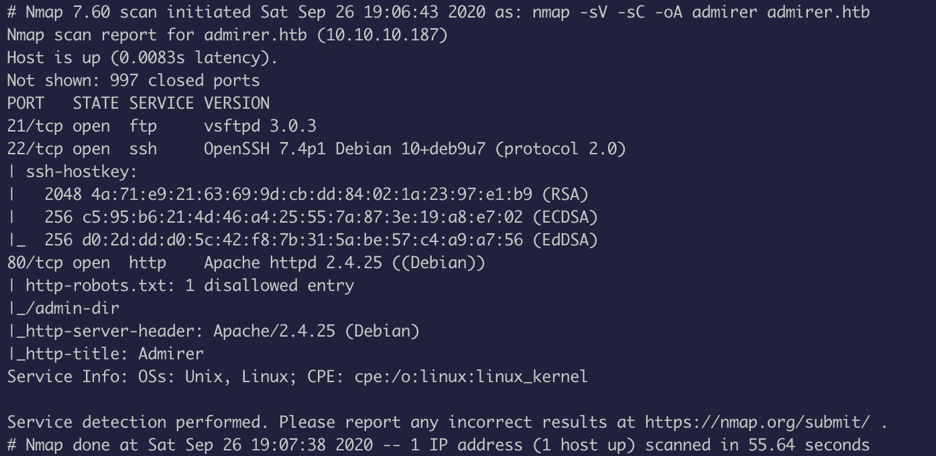 # Nmap 7.60 scan initiated Sat Sep 26 19:06:43 2020 as: nmap -sV -sC -oA admirer admirer.htb
Nmap scan report for admirer.htb (10.10.10.187)
Host is up (0.0083s latency).
Not shown: 997 closed ports
PORT   STATE SERVICE VERSION
21/tcp open  ftp     vsftpd 3.0.3
22/tcp open  ssh     OpenSSH 7.4p1 Debian 10+deb9u7 (protocol 2.0)
| ssh-hostkey:
|   2048 4a:71:e9:21:63:69:9d:cb:dd:84:02:1a:23:97:e1:b9 (RSA)
|   256 c5:95:b6:21:4d:46:a4:25:55:7a:87:3e:19:a8:e7:02 (ECDSA)
|_  256 d0:2d:dd:d0:5c:42:f8:7b:31:5a:be:57:c4:a9:a7:56 (EdDSA)
80/tcp open  http    Apache httpd 2.4.25 ((Debian))
| http-robots.txt: 1 disallowed entry
|_/admin-dir
|_http-server-header: Apache/2.4.25 (Debian)
|_http-title: Admirer
Service Info: OSs: Unix, Linux; CPE: cpe:/o:linux:linux_kernel

Service detection performed. Please report any incorrect results at https://nmap.org/submit/ .
# Nmap done at Sat Sep 26 19:07:38 2020 -- 1 IP address (1 host up) scanned in 55.64 seconds